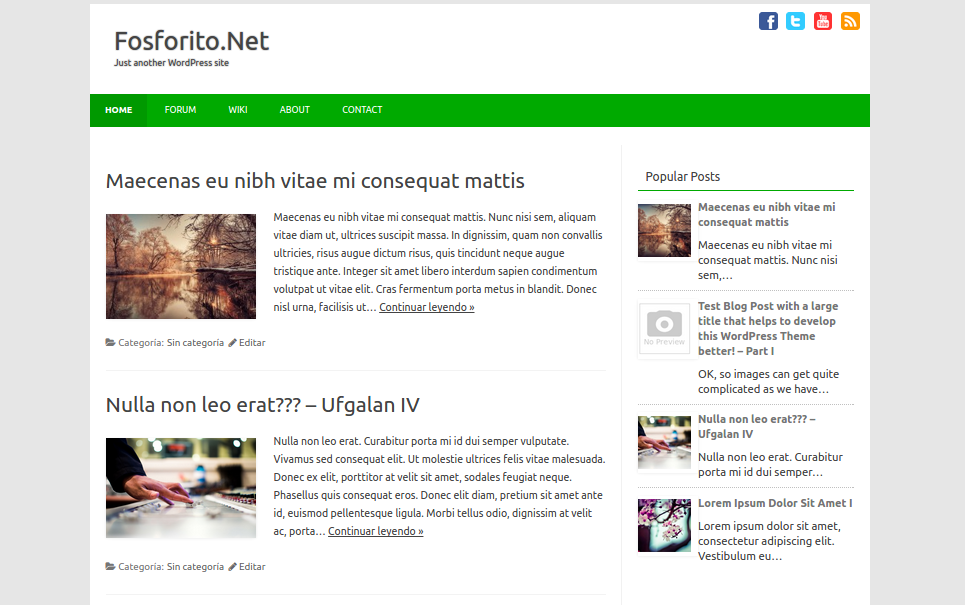 Fosforito.Net
Just another WordPress site
HOME FORUM WIKI ABOUT CONTACT
Maecenas eu nibh vitae mi consequat mattis
Maecenas eu nibh vitae mi consequat mattis. Nunc nisi sem, aliquam
vitae diam ut, ultrices suscipit massa. In dignissim, quam non convallis
ultricies, risus augue dictum risus, quis tincidunt neque augue
tristique ante. Integer sit amet libero interdum sapien condimentum
volutpat ut vitae elit. Cras fermentum porta metus in blandit. Donec
nisl urna, facilisis ut… Continuar leyendo »
Categoría: Sin categoría Editar
Nulla non leo erat??? – Ufgalan IV
Nulla non leo erat. Curabitur porta mi id dui semper vulputate.
Vivamus sed consequat elit. Ut molestie ultrices felis vitae malesuada.
Donec ex elit, porttitor at velit sit amet, sodales feugiat neque.
Phasellus quis consequat eros. Donec elit diam, pretium sit amet ante
id, euismod pellentesque ligula. Morbi tellus odio, dignissim at velit
ac, porta… Continuar leyendo »
Categoría: Sin categoría Editar
Popular Posts
Maecenas eu nibh vitae mi
consequat mattis
Maecenas eu nibh vitae mi
consequat mattis. Nunc nisi
sem,…
No Preview
Test Blog Post with a large
title that helps to develop
this WordPress Theme
better! – Part I
OK, so images can get quite
complicated as we have…
Nulla non leo erat??? –
Ufgalan IV
Nulla non leo erat. Curabitur
porta mi id dui semper…
Lorem Ipsum Dolor Sit Amet I
Lorem ipsum dolor sit amet,
consectetur adipiscing elit.
Vestibulum eu…